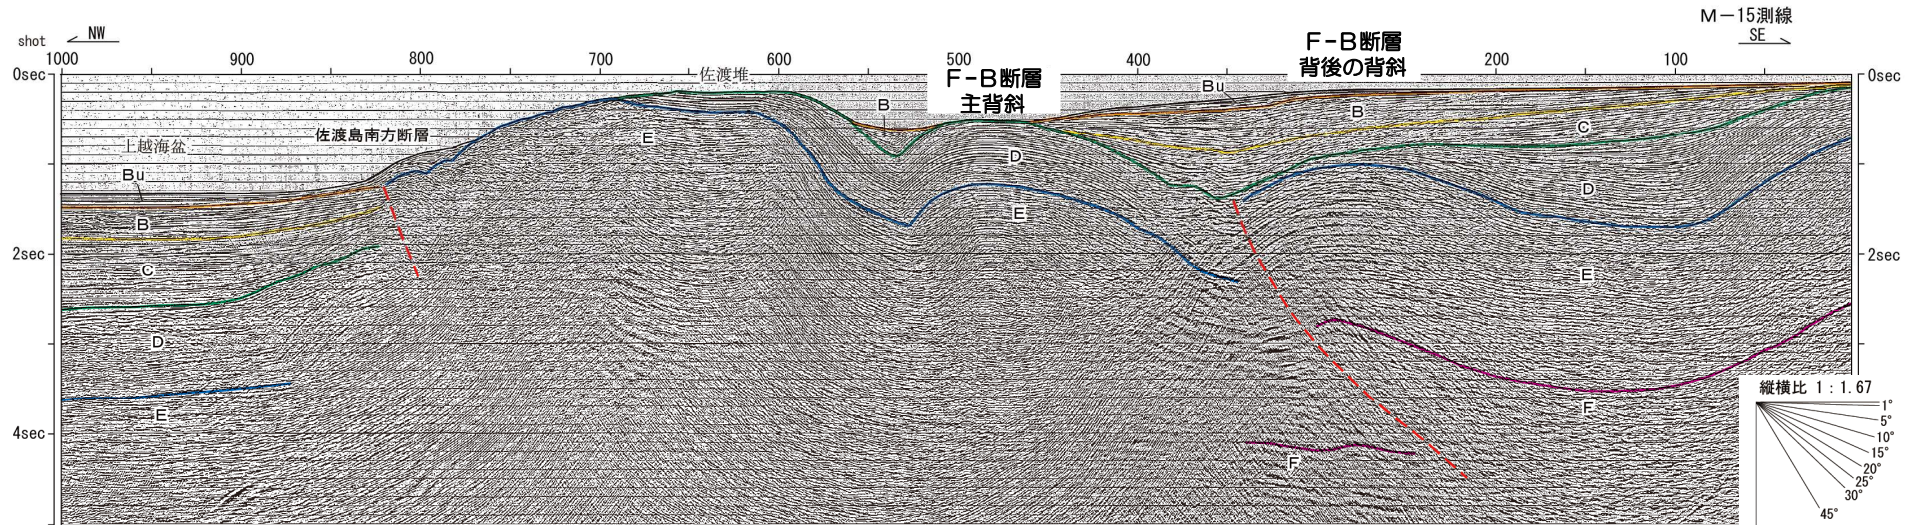 M-15測線
NW
SE
shot
1000
900
800
700
600
500
400
200
100
F-B断層
背後の背斜
F-B断層
主背斜
佐渡堆
0sec
0sec
Bu
B
B
佐渡島南方断層
上越海盆
E
C
D
D
Bu
B
E
E
C
2sec
2sec
E
D
E
F
F
4sec
縦横比 1:1.67
1°
5°
10°
15°
20°
25°
30°
45°